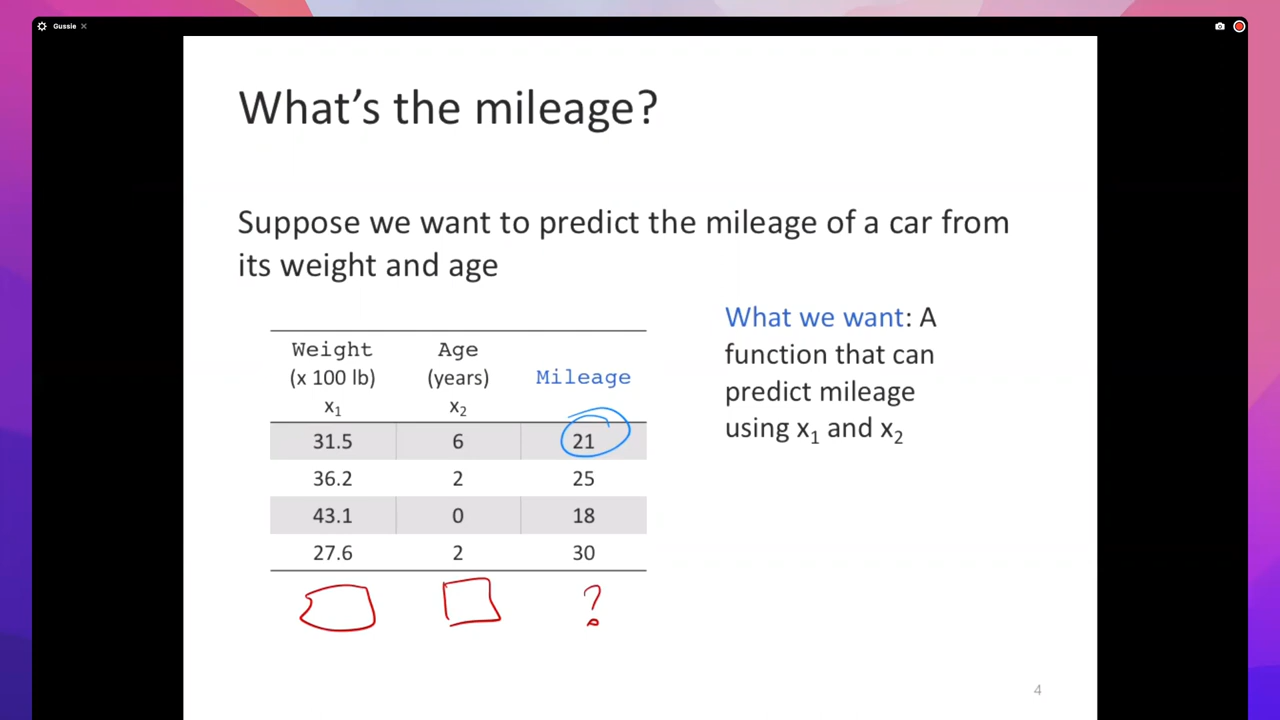 Gussie
What's the mileage?
Suppose we want to predict the mileage of a car from
its weight and age
What we want: A
function that can
predict mileage
using x₁ and x₂
Weight Age
(x 100 lb) (years) Mileage
x₁ x₂
31.5 6 21
36.2 2 25
43.1 0 18
27.6 2 30
?
4